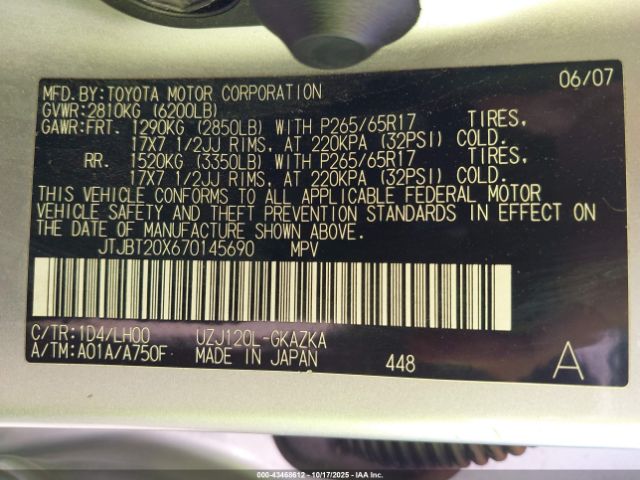 MFD.BY:TOYOTA MOTOR CORPORATION 06/07
GVWR:2810KG (6200LB)
GAWR:FRT. 1290KG (2850LB) WITH P265/65R17 TIRES,
17X7 1/2JJ RIMS, AT 220KPA (32PSI) COLD.
RR. 1520KG (3350LB) WITH P265/65R17 TIRES,
17X7 1/2JJ RIMS, AT 220KPA (32PSI) COLD.
THIS VEHICLE CONFORMS TO ALL APPLICABLE FEDERAL MOTOR
VEHICLE SAFETY AND THEFT PREVENTION STANDARDS IN EFFECT ON
THE DATE OF MANUFACTURE SHOWN ABOVE.
JTJBT20X670145690 MPV
C/TR:1D4/LH00 UZJ120L-GKAZKA
A/TM:A01A/A750F MADE IN JAPAN 448 A
000-43468612 - 10/17/2025 - IAA Inc.